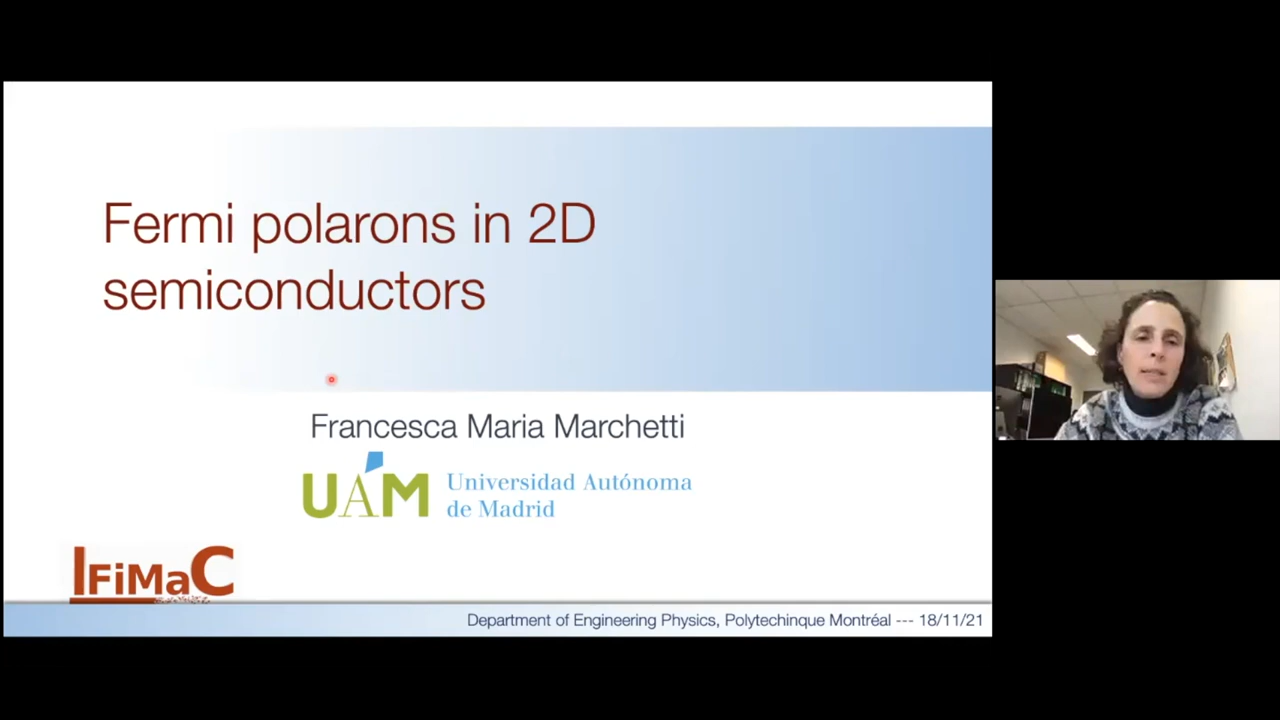 Fermi polarons in 2D
semiconductors
Francesca Maria Marchetti
UAM Universidad Autónoma
de Madrid
IFiMaC
Department of Engineering Physics, Polytechinque Montréal --- 18/11/21